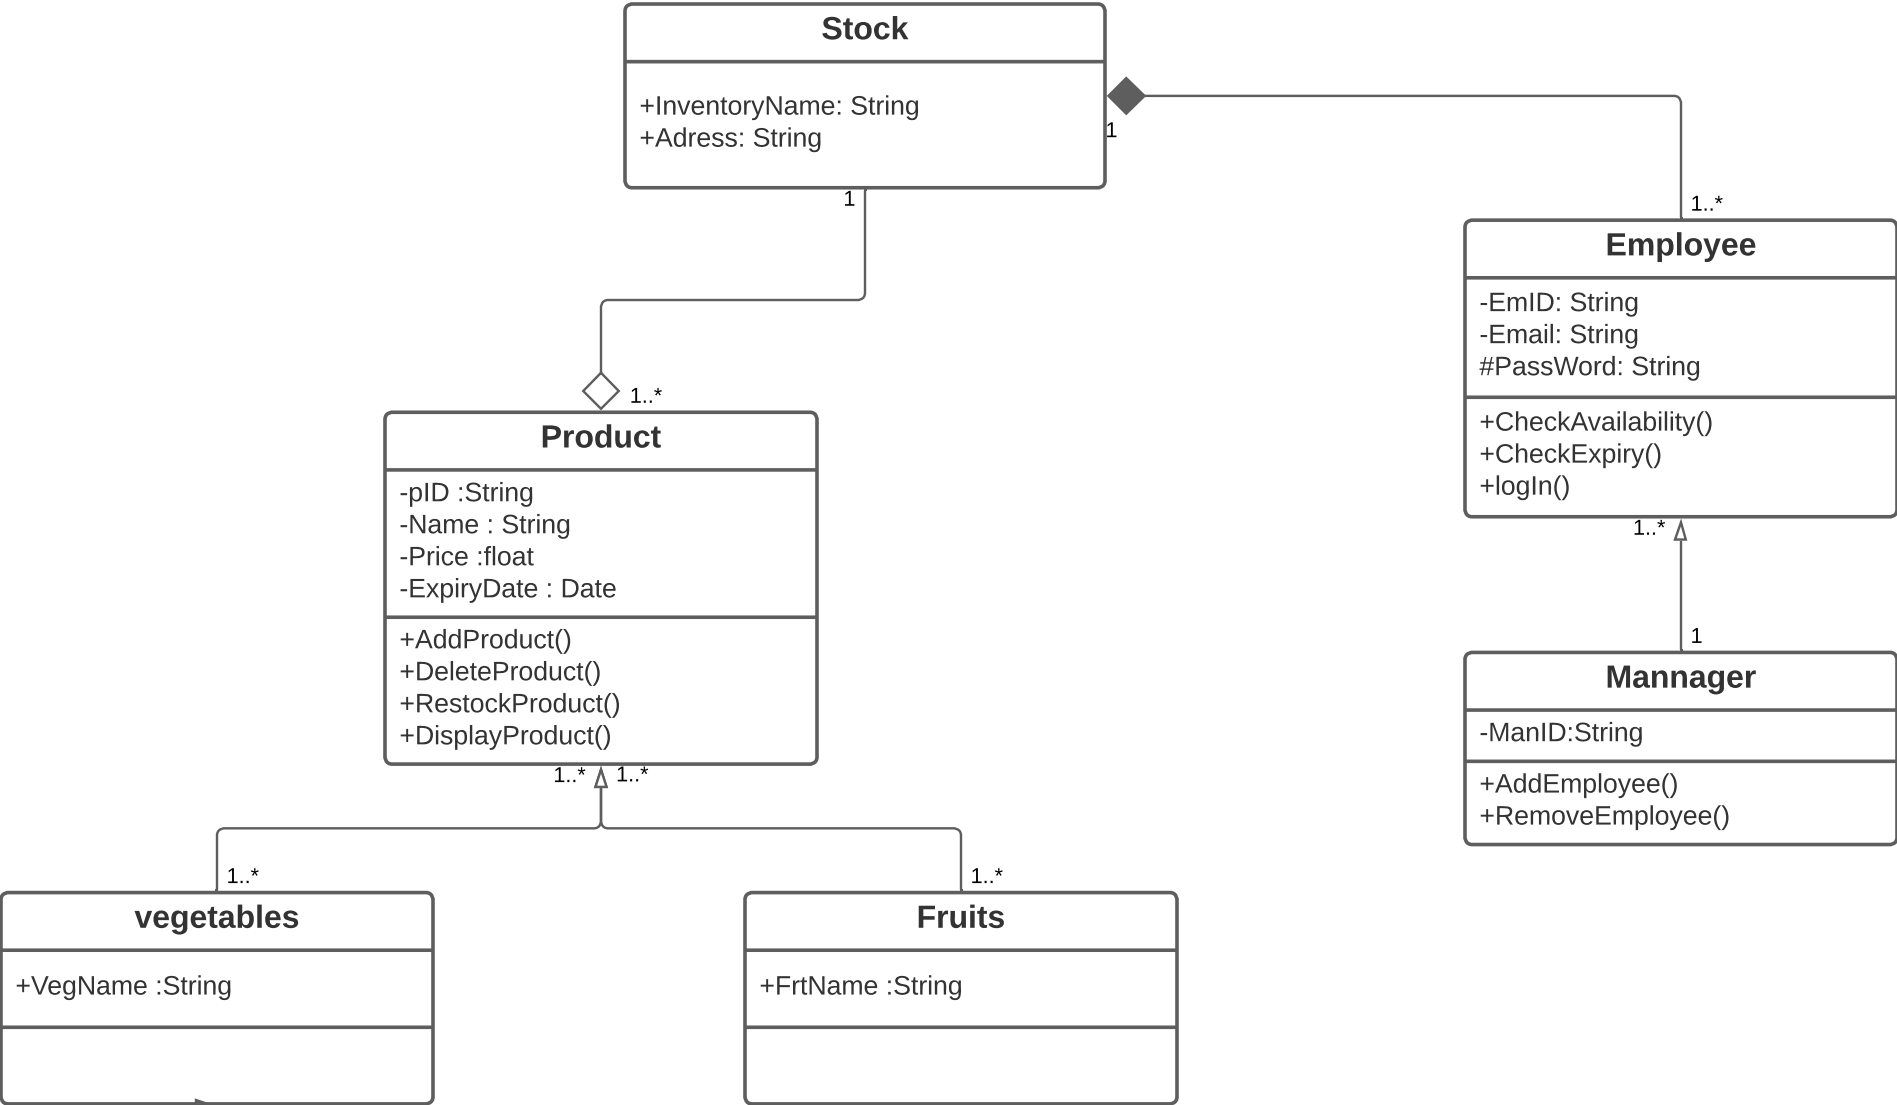 Stock
+InventoryName: String
+Adress: String
1
1
1..*
Employee
-EmID: String
-Email: String
#PassWord: String
+CheckAvailability()
+CheckExpiry()
+logIn()
1..*
Product
-pID :String
-Name : String
-Price :float
-ExpiryDate : Date
+AddProduct()
+DeleteProduct()
+RestockProduct()
+DisplayProduct()
1..*
1
Mannager
-ManID:String
+AddEmployee()
+RemoveEmployee()
1..* 1..*
1..*
1..*
vegetables
+VegName :String
Fruits
+FrtName :String